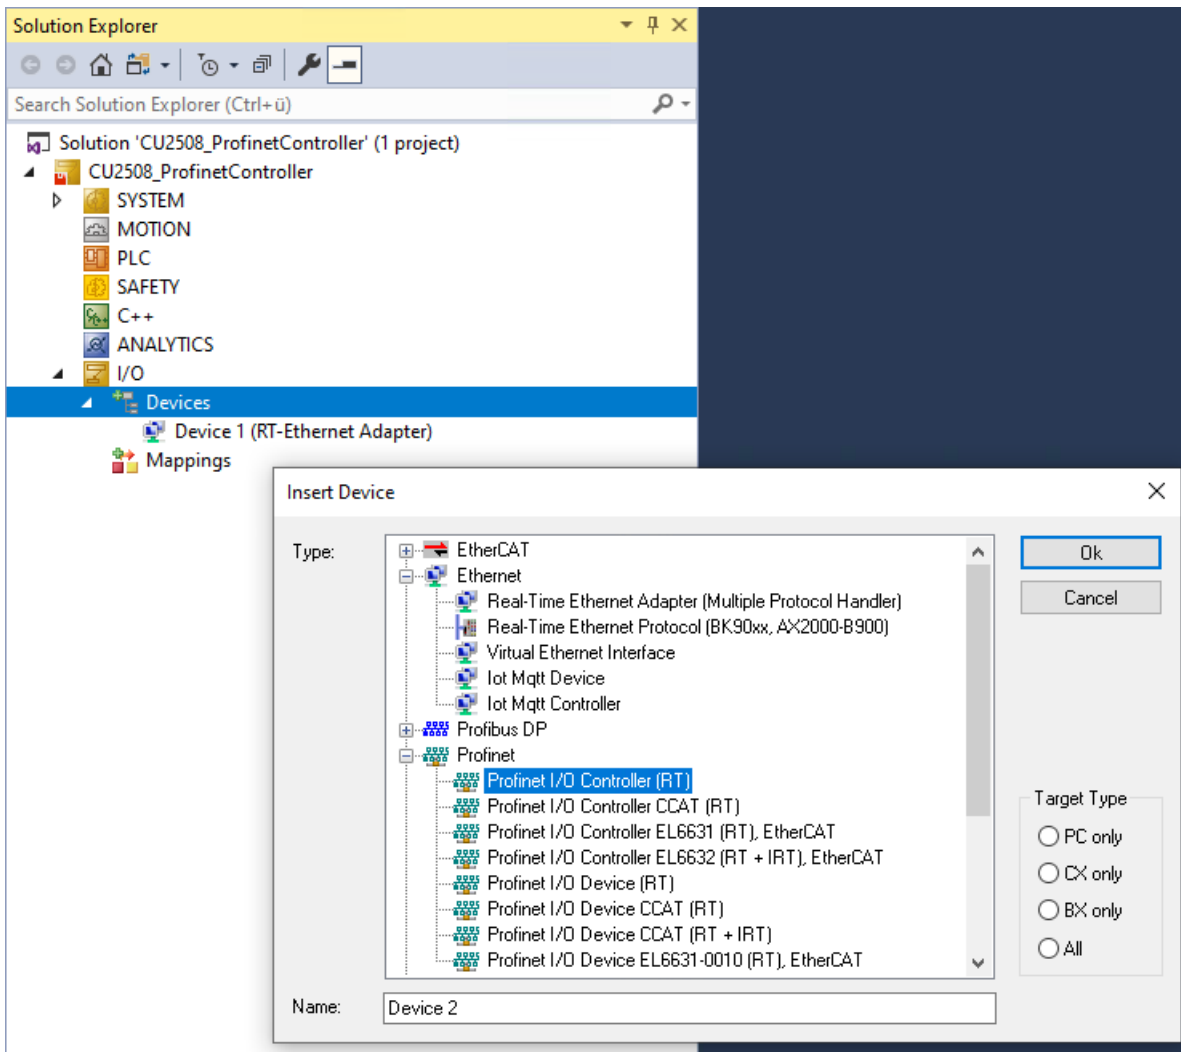 Solution Explorer
Search Solution Explorer (Ctrl+ü)
Solution 'CU2508_ProfinetController' (1 project)
CU2508_ProfinetController
SYSTEM
MOTION
PLC
SAFETY
C++
ANALYTICS
I/O
Devices
Device 1 (RT-Ethernet Adapter)
Mappings
Insert Device
Type:
EtherCAT
Ethernet
Real-Time Ethernet Adapter (Multiple Protocol Handler)
Real-Time Ethernet Protocol (BK90xx, AX2000-B900)
Virtual Ethernet Interface
Iot Mqtt Device
Iot Mqtt Controller
Profibus DP
Profinet
Profinet I/O Controller (RT)
Profinet I/O Controller CCAT (RT)
Profinet I/O Controller EL6631 (RT), EtherCAT
Profinet I/O Controller EL6632 (RT + IRT), EtherCAT
Profinet I/O Device (RT)
Profinet I/O Device CCAT (RT)
Profinet I/O Device CCAT (RT + IRT)
Profinet I/O Device EL6631-0010 (RT), EtherCAT
Ok
Cancel
Target Type
PC only
CX only
BX only
All
Name:
Device 2